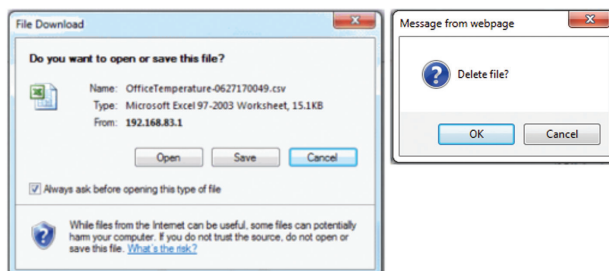 File Download
Do you want to open or save this file?
Name: OfficeTemperature-0627170049.csv
Type: Microsoft Excel 97-2003 Worksheet, 15.1KB
From: 192.168.83.1
Open Save Cancel
Always ask before opening this type of file
While files from the Internet can be useful, some files can potentially
harm your computer. If you do not trust the source, do not open or
save this file. What's the risk?
Message from webpage
Delete file?
OK Cancel